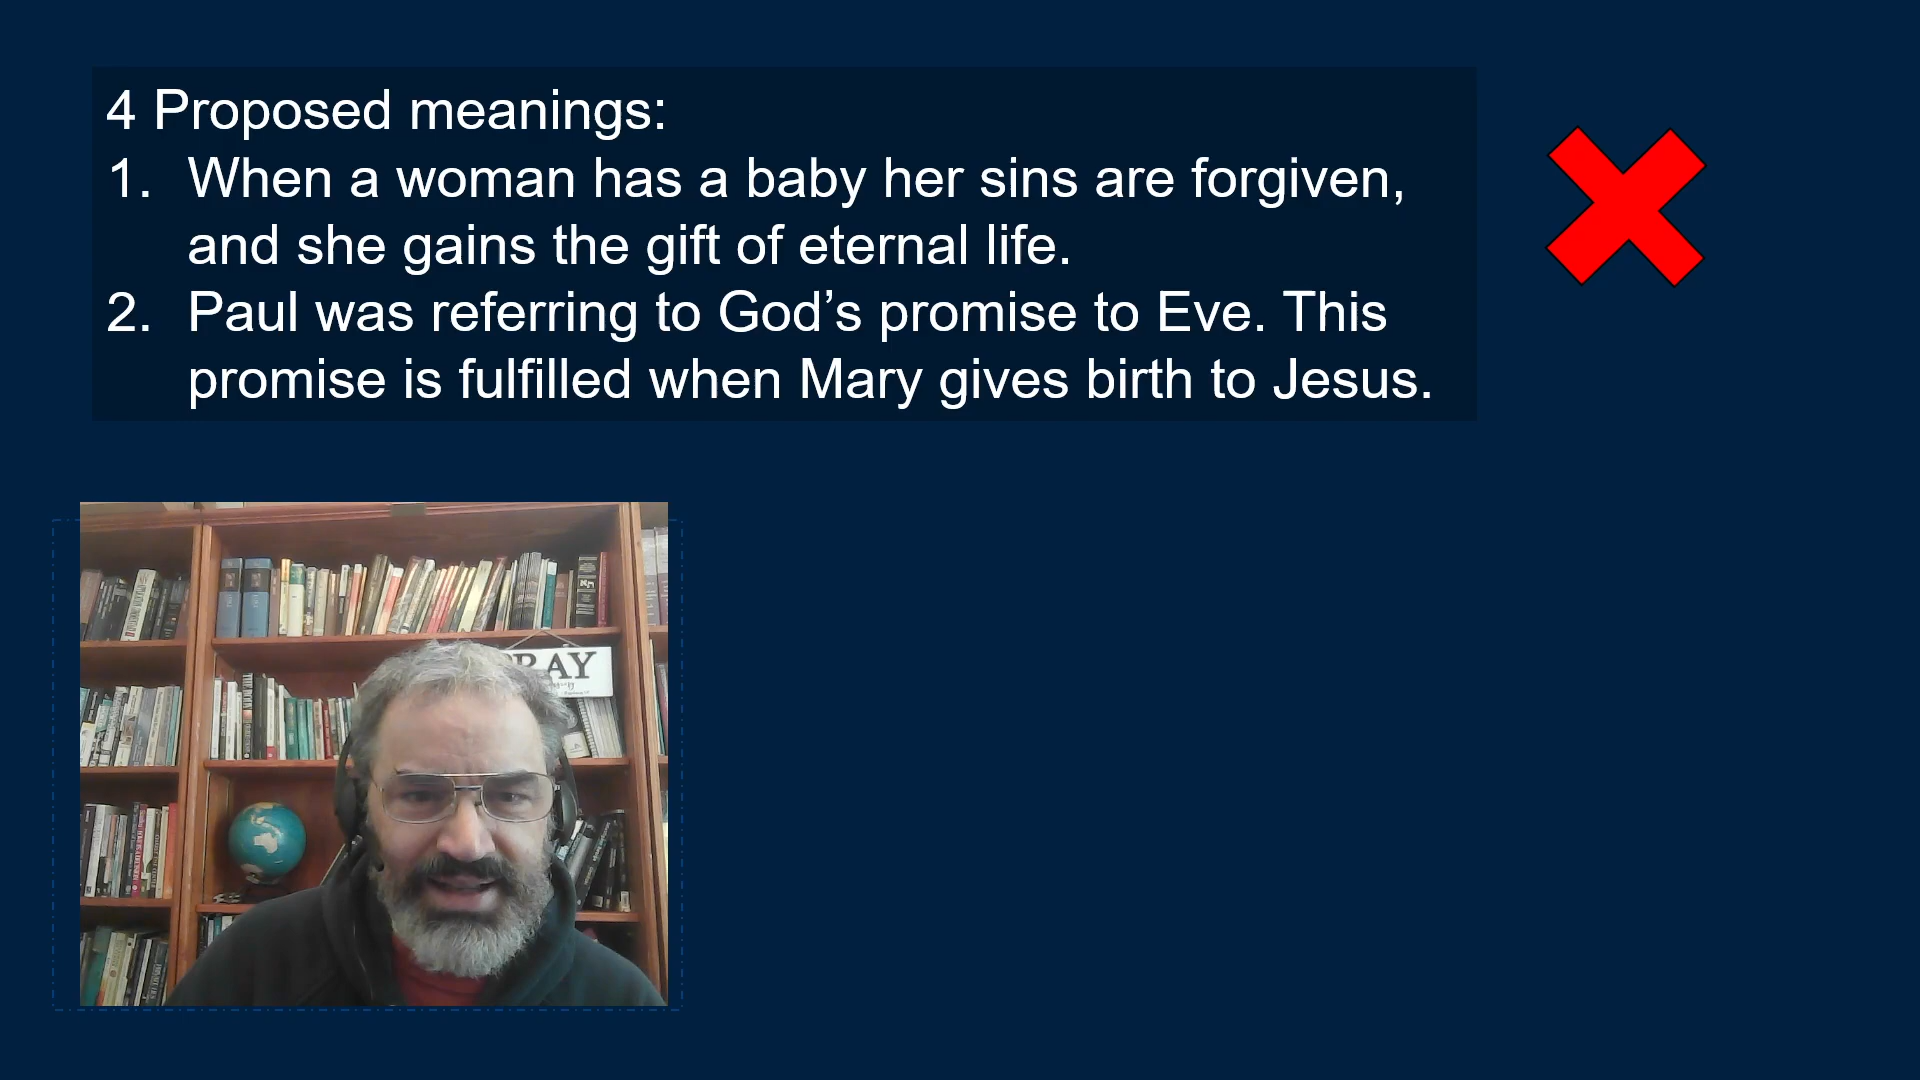 4 Proposed meanings:
1. When a woman has a baby her sins are forgiven,
and she gains the gift of eternal life.
2. Paul was referring to God’s promise to Eve. This
promise is fulfilled when Mary gives birth to Jesus.
RAY